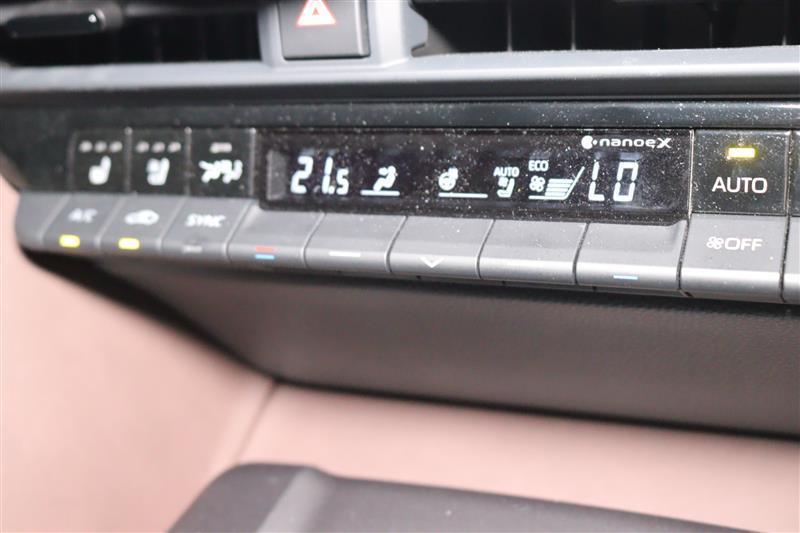 nanoeX
21.5
AUTO
ECO
LO
AUTO
A/C
SYNC
OFF